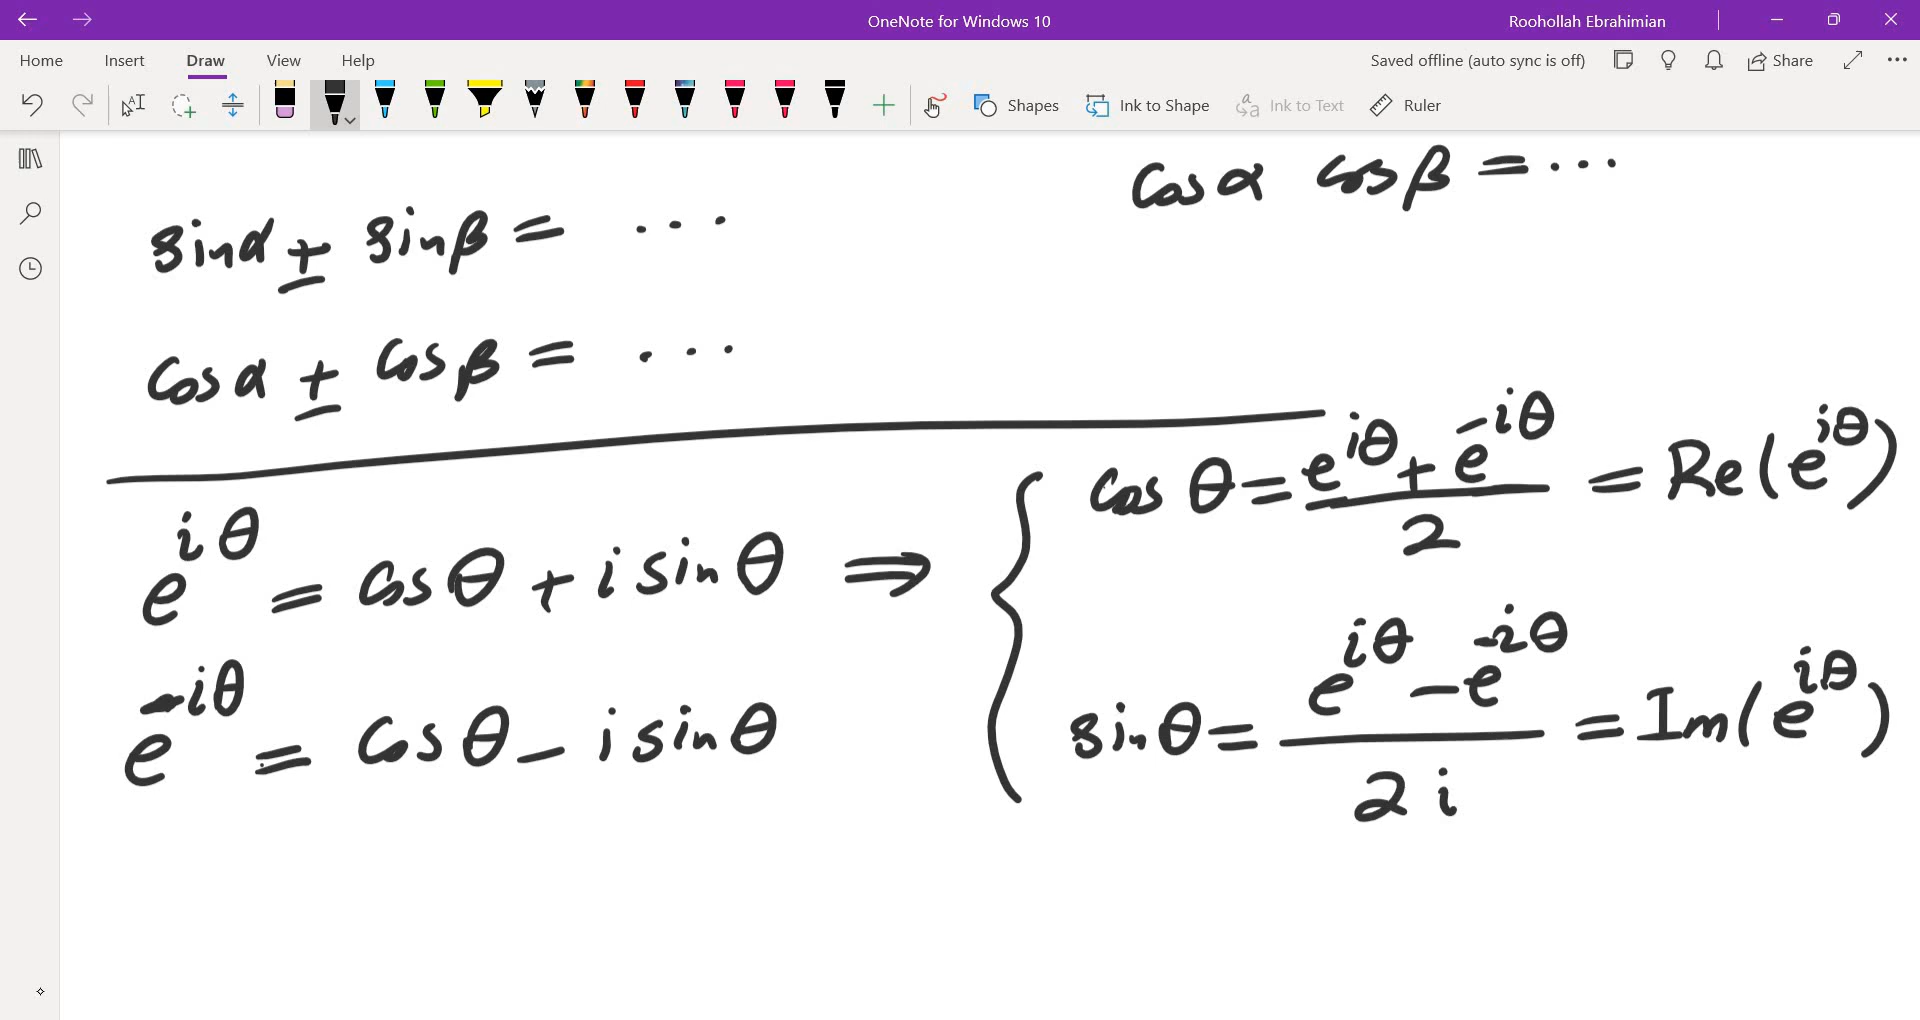 OneNote for Windows 10
Roohollah Ebrahimian
Home Insert Draw View Help
Saved offline (auto sync is off) Share
Shapes Ink to Shape Ink to Text Ruler
cos α cos β = ...
sin α ± sin β = ...
cos α ± cos β = ...
cos θ = (e^{iθ} + e^{-iθ})/2 = Re(e^{iθ})
e^{iθ} = cos θ + i sin θ ⇒
e^{-iθ} = cos θ - i sin θ
sin θ = (e^{iθ} - e^{-iθ})/2i = Im(e^{iθ})